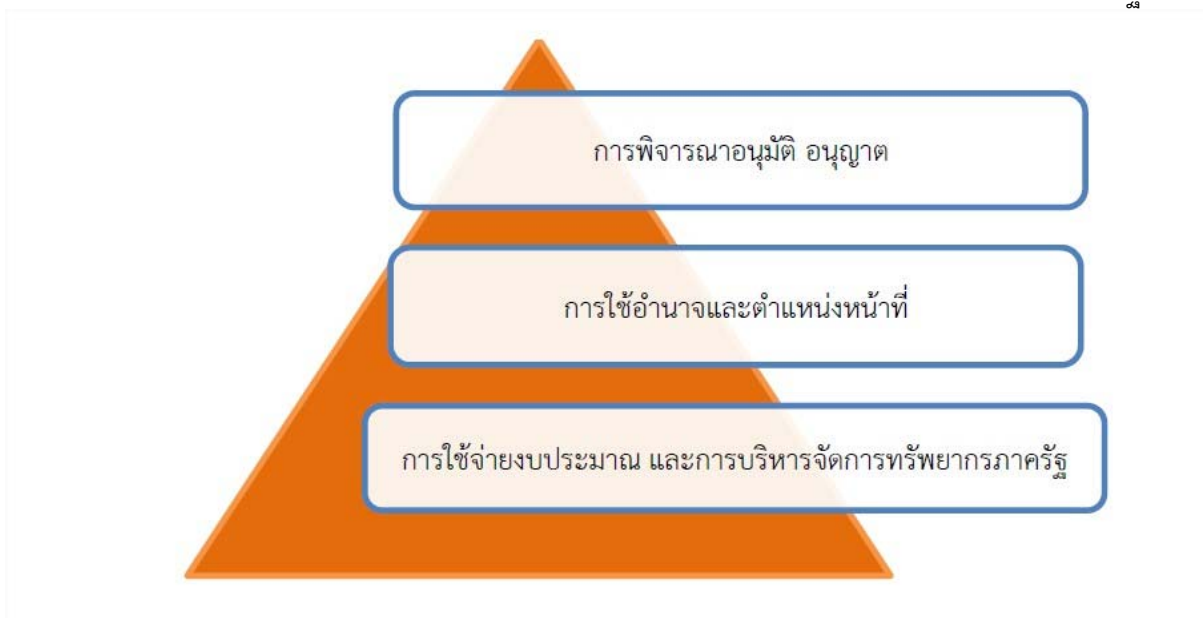 การพิจารณาอนุมัติ อนุญาต
การใช้อำนาจและตำแหน่งหน้าที่
การใช้จ่ายงบประมาณ และการบริหารจัดการทรัพยากรภาครัฐ